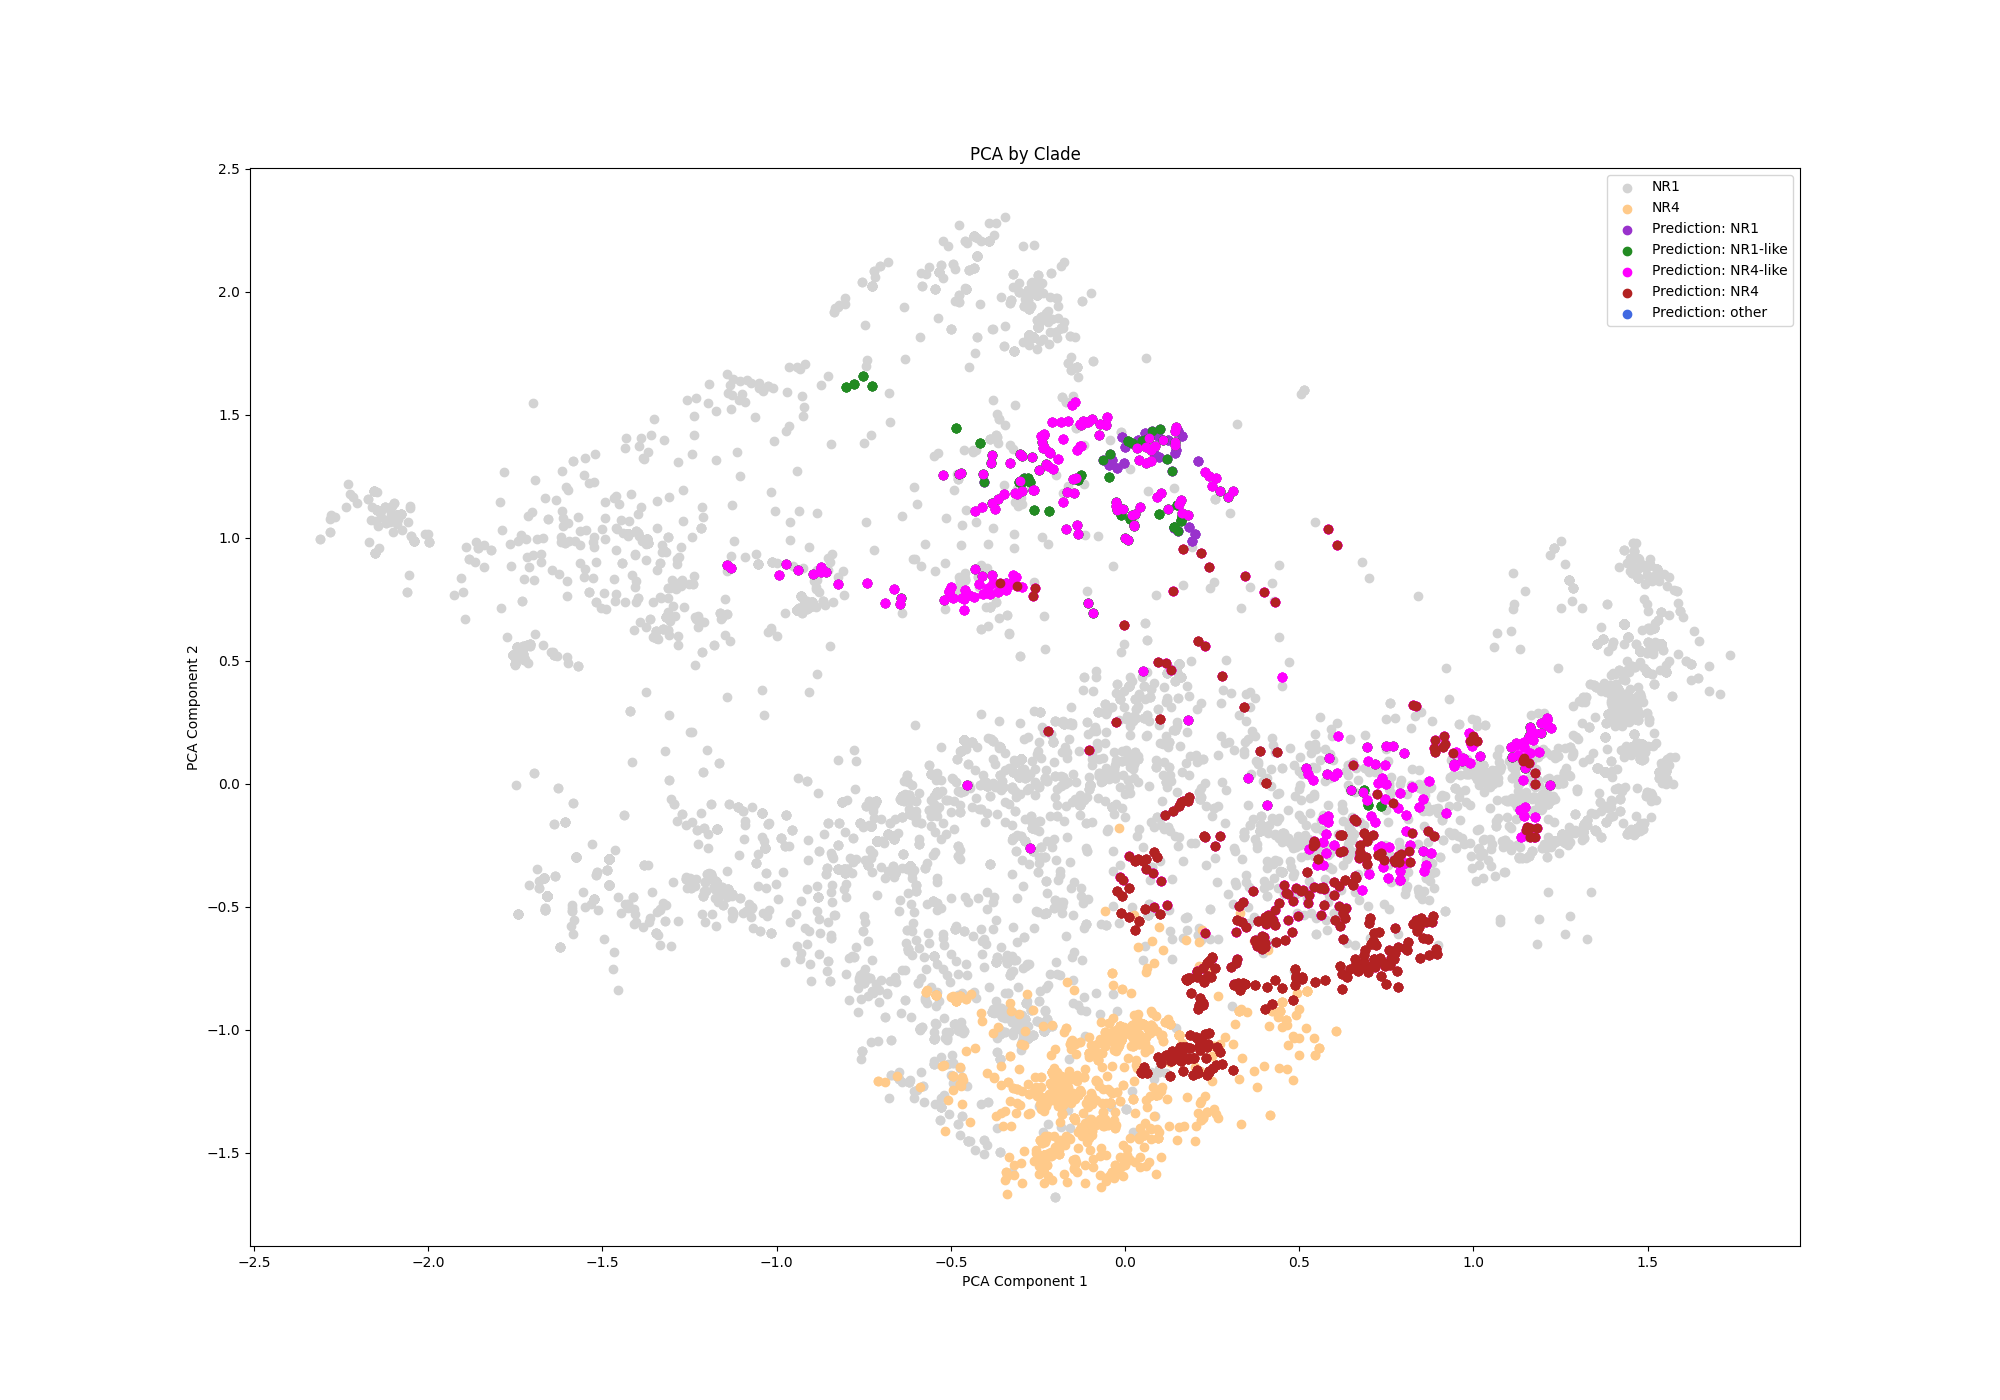 PCA by Clade
NR1
NR4
Prediction: NR1
Prediction: NR1-like
Prediction: NR4-like
Prediction: NR4
Prediction: other
PCA Component 2
2.5
2.0
1.5
1.0
0.5
0.0
−0.5
−1.0
−1.5
−2.5
−2.0
−1.5
−1.0
−0.5
0.0
0.5
1.0
1.5
PCA Component 1